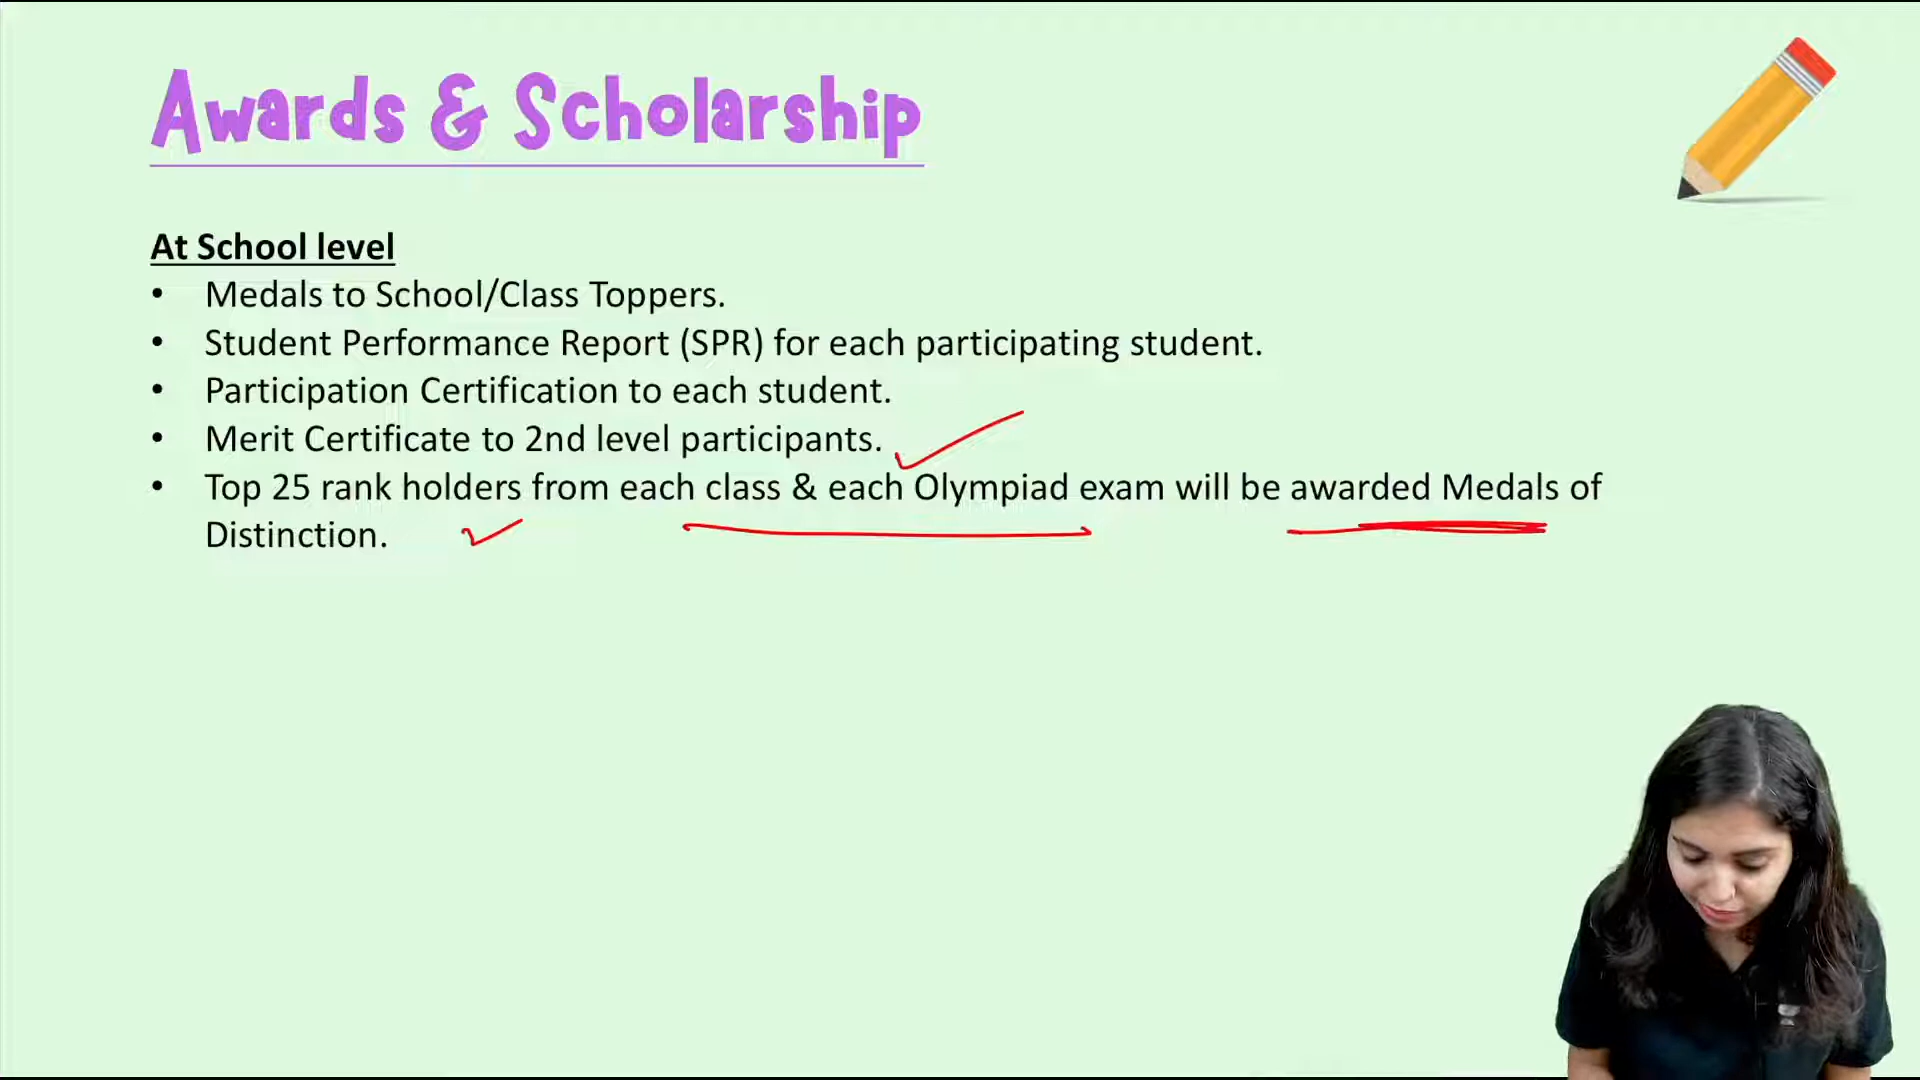 Awards & Scholarship
At School level
• Medals to School/Class Toppers.
• Student Performance Report (SPR) for each participating student.
• Participation Certification to each student.
• Merit Certificate to 2nd level participants.
• Top 25 rank holders from each class & each Olympiad exam will be awarded Medals of
Distinction.